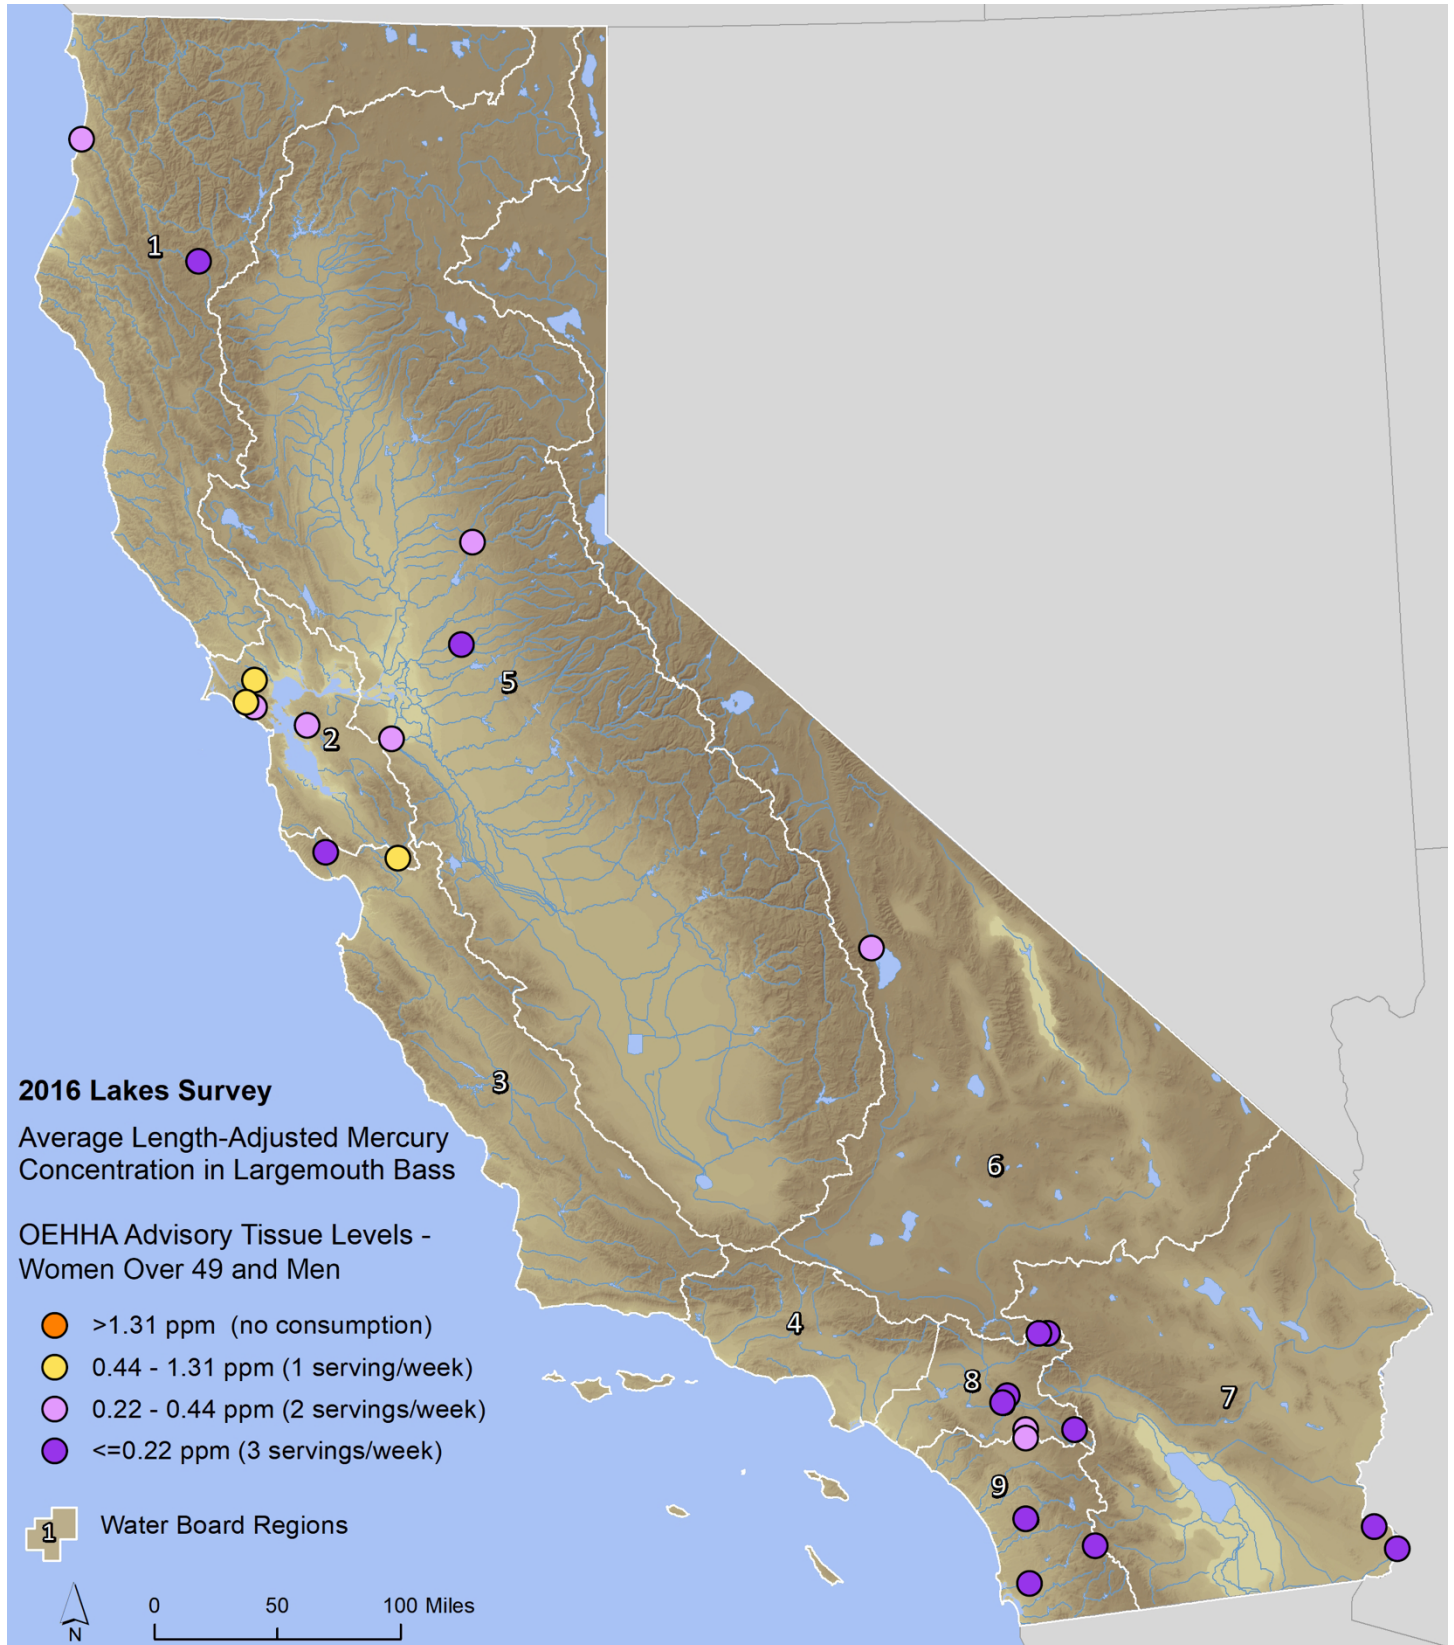 1
5
2
3
6
4
8
7
9
2016 Lakes Survey
Average Length-Adjusted Mercury
Concentration in Largemouth Bass
OEHHA Advisory Tissue Levels -
Women Over 49 and Men
>1.31 ppm (no consumption)
0.44 - 1.31 ppm (1 serving/week)
0.22 - 0.44 ppm (2 servings/week)
<=0.22 ppm (3 servings/week)
1 Water Board Regions
N
0 50 100 Miles